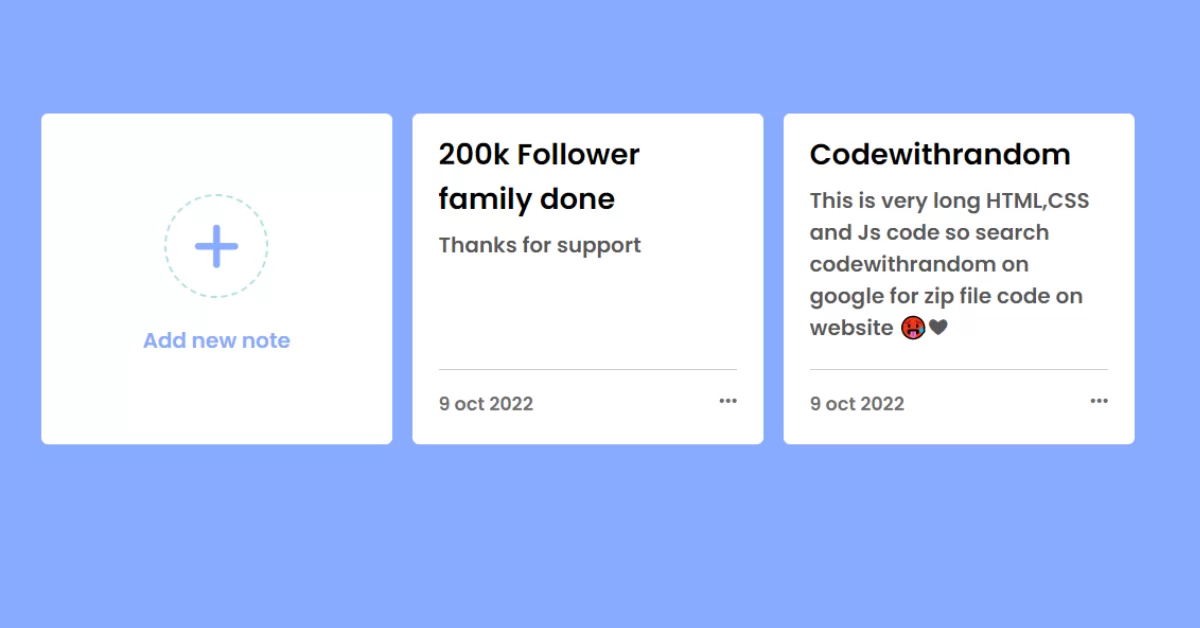 Add new note
200k Follower
family done
Thanks for support
9 oct 2022
Codewithrandom
This is very long HTML,CSS
and Js code so search
codewithrandom on
google for zip file code on
website 🥵🖤
9 oct 2022